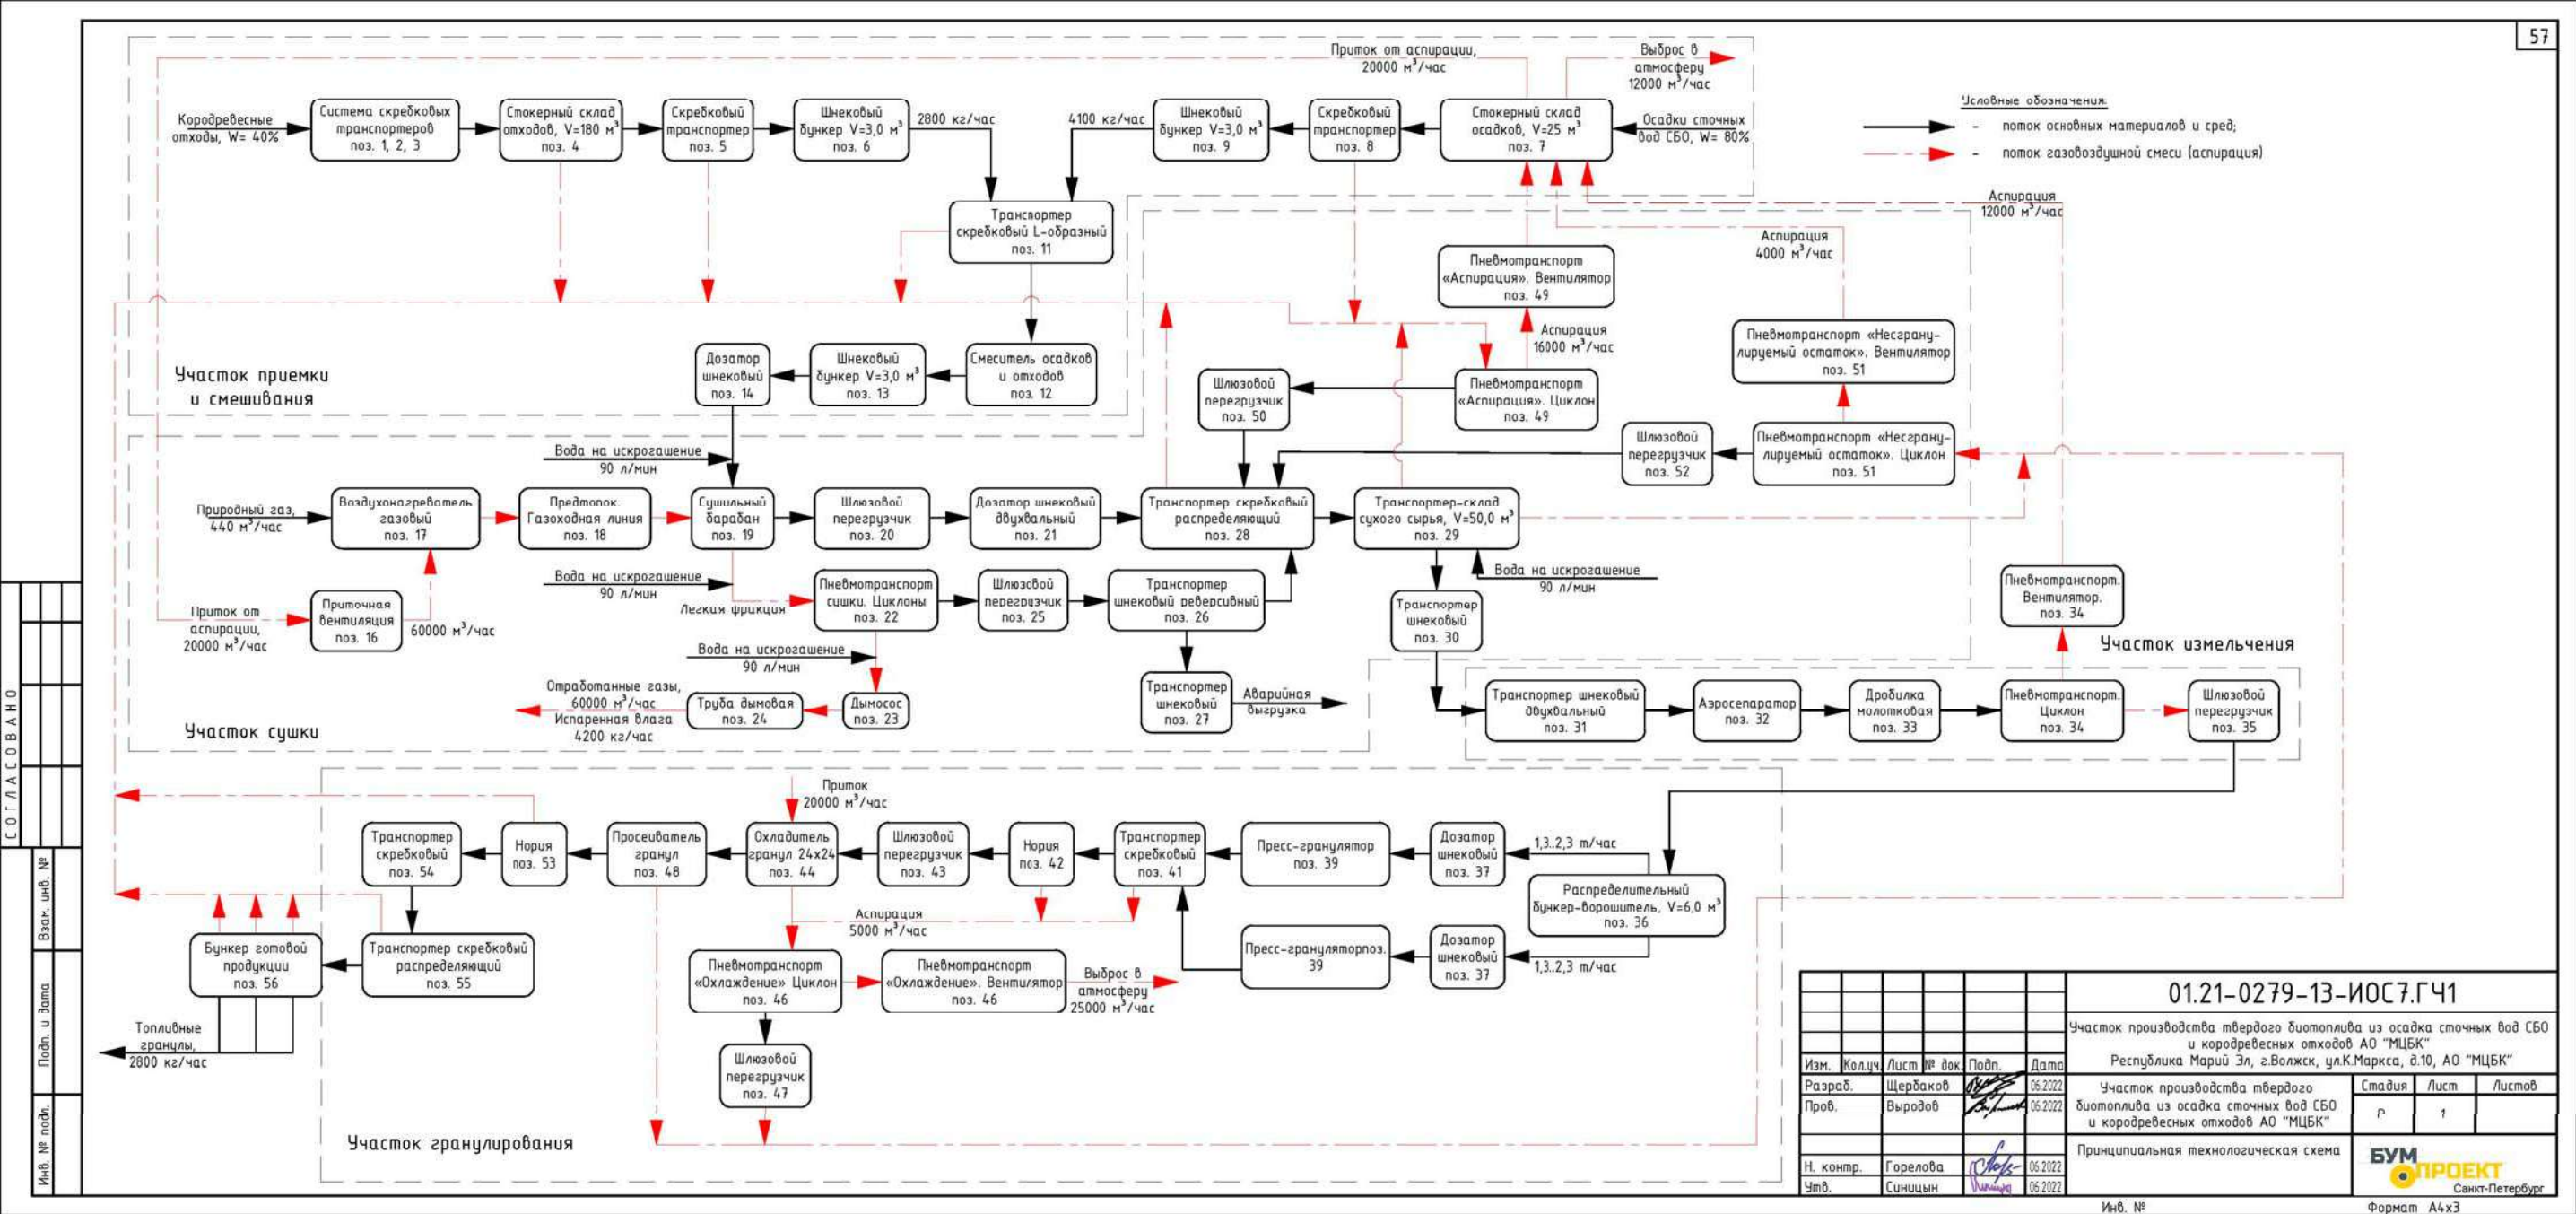 57
Приток от аспирации,
20000 м³/час
Выброс в
атмосферу
12000 м³/час
Условные обозначения:
- поток основных материалов и сред;
- поток газовоздушной смеси (аспирация)
Кородревесные
отходы, W= 40%
Система скребковых
транспортеров
поз. 1, 2, 3
Стокерный склад
отходов, V=180 м³
поз. 4
Скребковый
транспортер
поз. 5
Шнековый
бункер V=3,0 м³
поз. 6
2800 кг/час
4100 кг/час
Шнековый
бункер V=3,0 м³
поз. 9
Скребковый
транспортер
поз. 8
Стокерный склад
осадков, V=25 м³
поз. 7
Осадки сточных
вод СБО, W= 80%
Транспортер
скребковый L-образный
поз. 11
Аспирация
12000 м³/час
Аспирация
4000 м³/час
Пневмотранспорт
«Аспирация». Вентилятор
поз. 49
Аспирация
16000 м³/час
Пневмотранспорт «Несграну-
лируемый остаток». Вентилятор
поз. 51
Участок приемки
и смешивания
Дозатор
шнековый
поз. 14
Шнековый
бункер V=3,0 м³
поз. 13
Смеситель осадков
и отходов
поз. 12
Шлюзовой
перегрузчик
поз. 50
Пневмотранспорт
«Аспирация». Циклон
поз. 49
Шлюзовой
перегрузчик
поз. 52
Пневмотранспорт «Несграну-
лируемый остаток». Циклон
поз. 51
Вода на искрогашение
90 л/мин
Природный газ,
440 м³/час
Воздухонагреватель
газовый
поз. 17
Предтопок.
Газоходная линия
поз. 18
Сушильный
барабан
поз. 19
Шлюзовой
перегрузчик
поз. 20
Дозатор шнековый
двухвальный
поз. 21
Транспортер скребковый
распределяющий
поз. 28
Транспортер-склад
сухого сырья, V=50,0 м³
поз. 29
Вода на искрогашение
90 л/мин
Вода на искрогашение
90 л/мин
Легкая фракция
Приток от
аспирации,
20000 м³/час
Приточная
вентиляция
поз. 16
60000 м³/час
Пневмотранспорт
сушки. Циклоны
поз. 22
Шлюзовой
перегрузчик
поз. 25
Транспортер
шнековый реверсивный
поз. 26
Транспортер
шнековый
поз. 30
Пневмотранспорт.
Вентилятор.
поз. 34
Участок измельчения
Вода на искрогашение
90 л/мин
Отработанные газы,
60000 м³/час
Испаренная влага
4200 кг/час
Труба дымовая
поз. 24
Дымосос
поз. 23
Транспортер
шнековый
поз. 27
Аварийная
выгрузка
Транспортер шнековый
двухвальный
поз. 31
Аэросепаратор
поз. 32
Дробилка
молотковая
поз. 33
Пневмотранспорт.
Циклон
поз. 34
Шлюзовой
перегрузчик
поз. 35
Участок сушки
Приток
20000 м³/час
Транспортер
скребковый
поз. 54
Нория
поз. 53
Просеиватель
гранул
поз. 48
Охладитель
гранул 24х24
поз. 44
Шлюзовой
перегрузчик
поз. 43
Нория
поз. 42
Транспортер
скребковый
поз. 41
Пресс-гранулятор
поз. 39
Дозатор
шнековый
поз. 37
1,3..2,3 т/час
Распределительный
бункер-ворошитель, V=6,0 м³
поз. 36
Аспирация
5000 м³/час
Бункер готовой
продукции
поз. 56
Транспортер скребковый
распределяющий
поз. 55
Пневмотранспорт
«Охлаждение» Циклон
поз. 46
Пневмотранспорт
«Охлаждение». Вентилятор
поз. 46
Выброс в
атмосферу
25000 м³/час
Пресс-грануляторпоз.
39
Дозатор
шнековый
поз. 37
1,3..2,3 т/час
Топливные
гранулы,
2800 кг/час
Шлюзовой
перегрузчик
поз. 47
Участок гранулирования
СОГЛАСОВАНО
Взам. инв. №
Подп. и дата
Инв. № подл.
01.21-0279-13-ИОС7.ГЧ1
Участок производства твердого биотоплива из осадка сточных вод СБО
и кородревесных отходов АО "МЦБК"
Республика Марий Эл, г.Волжск, ул.К.Маркса, д.10, АО "МЦБК"
Изм. Кол.уч. Лист № док. Подп. Дата
Разраб. Щербаков 06.2022
Пров. Выродов 06.2022
Н. контр. Горелова 06.2022
Утв. Синицын 06.2022
Участок производства твердого
биотоплива из осадка сточных вод СБО
и кородревесных отходов АО "МЦБК"
Стадия Лист Листов
Р 1
Принципиальная технологическая схема
БУМ
ПРОЕКТ
Санкт-Петербург
Инв. № Формат А4х3